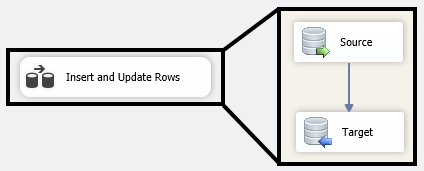 Insert and Update Rows
Source
Target